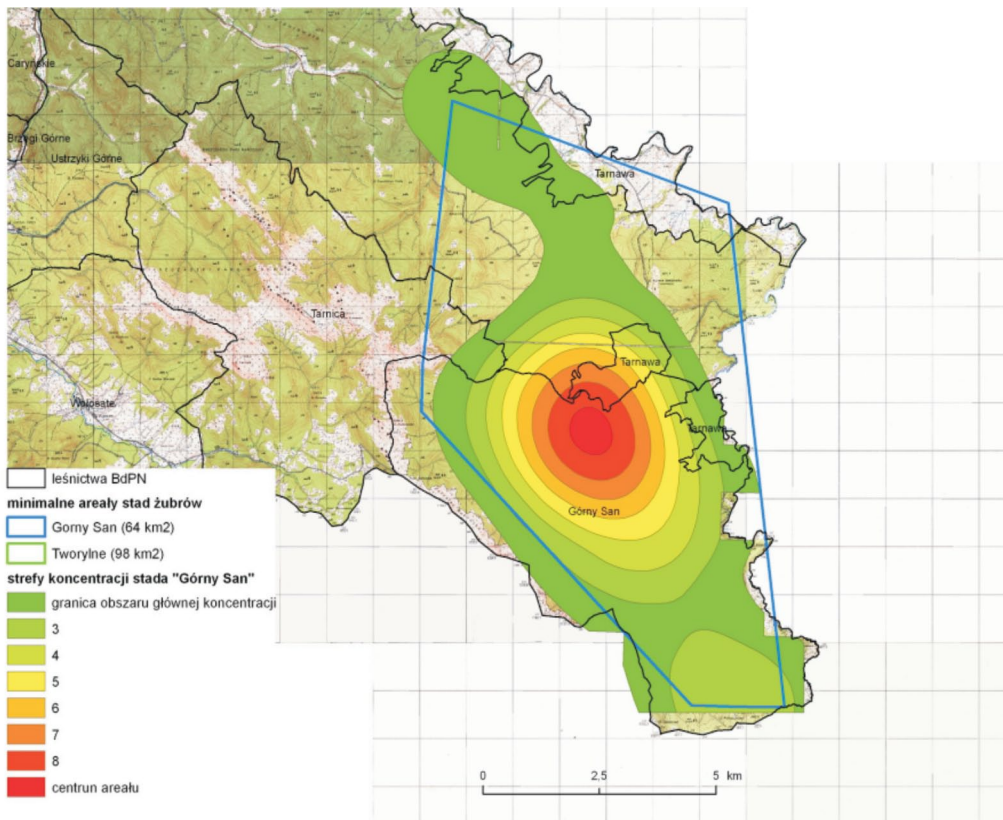 Caryńskie
Brzegi Górne
Ustrzyki Górne
Tarnawa
Tarnica
Tarnawa
Wołosate
Tarnawa
Górny San
leśnictwa BdPN
minimalne areały stad żubrów
Gorny San (64 km2)
Tworylne (98 km2)
strefy koncentracji stada "Górny San"
granica obszaru głównej koncentracji
3
4
5
6
7
8
centrun areału
0 2,5 5 km